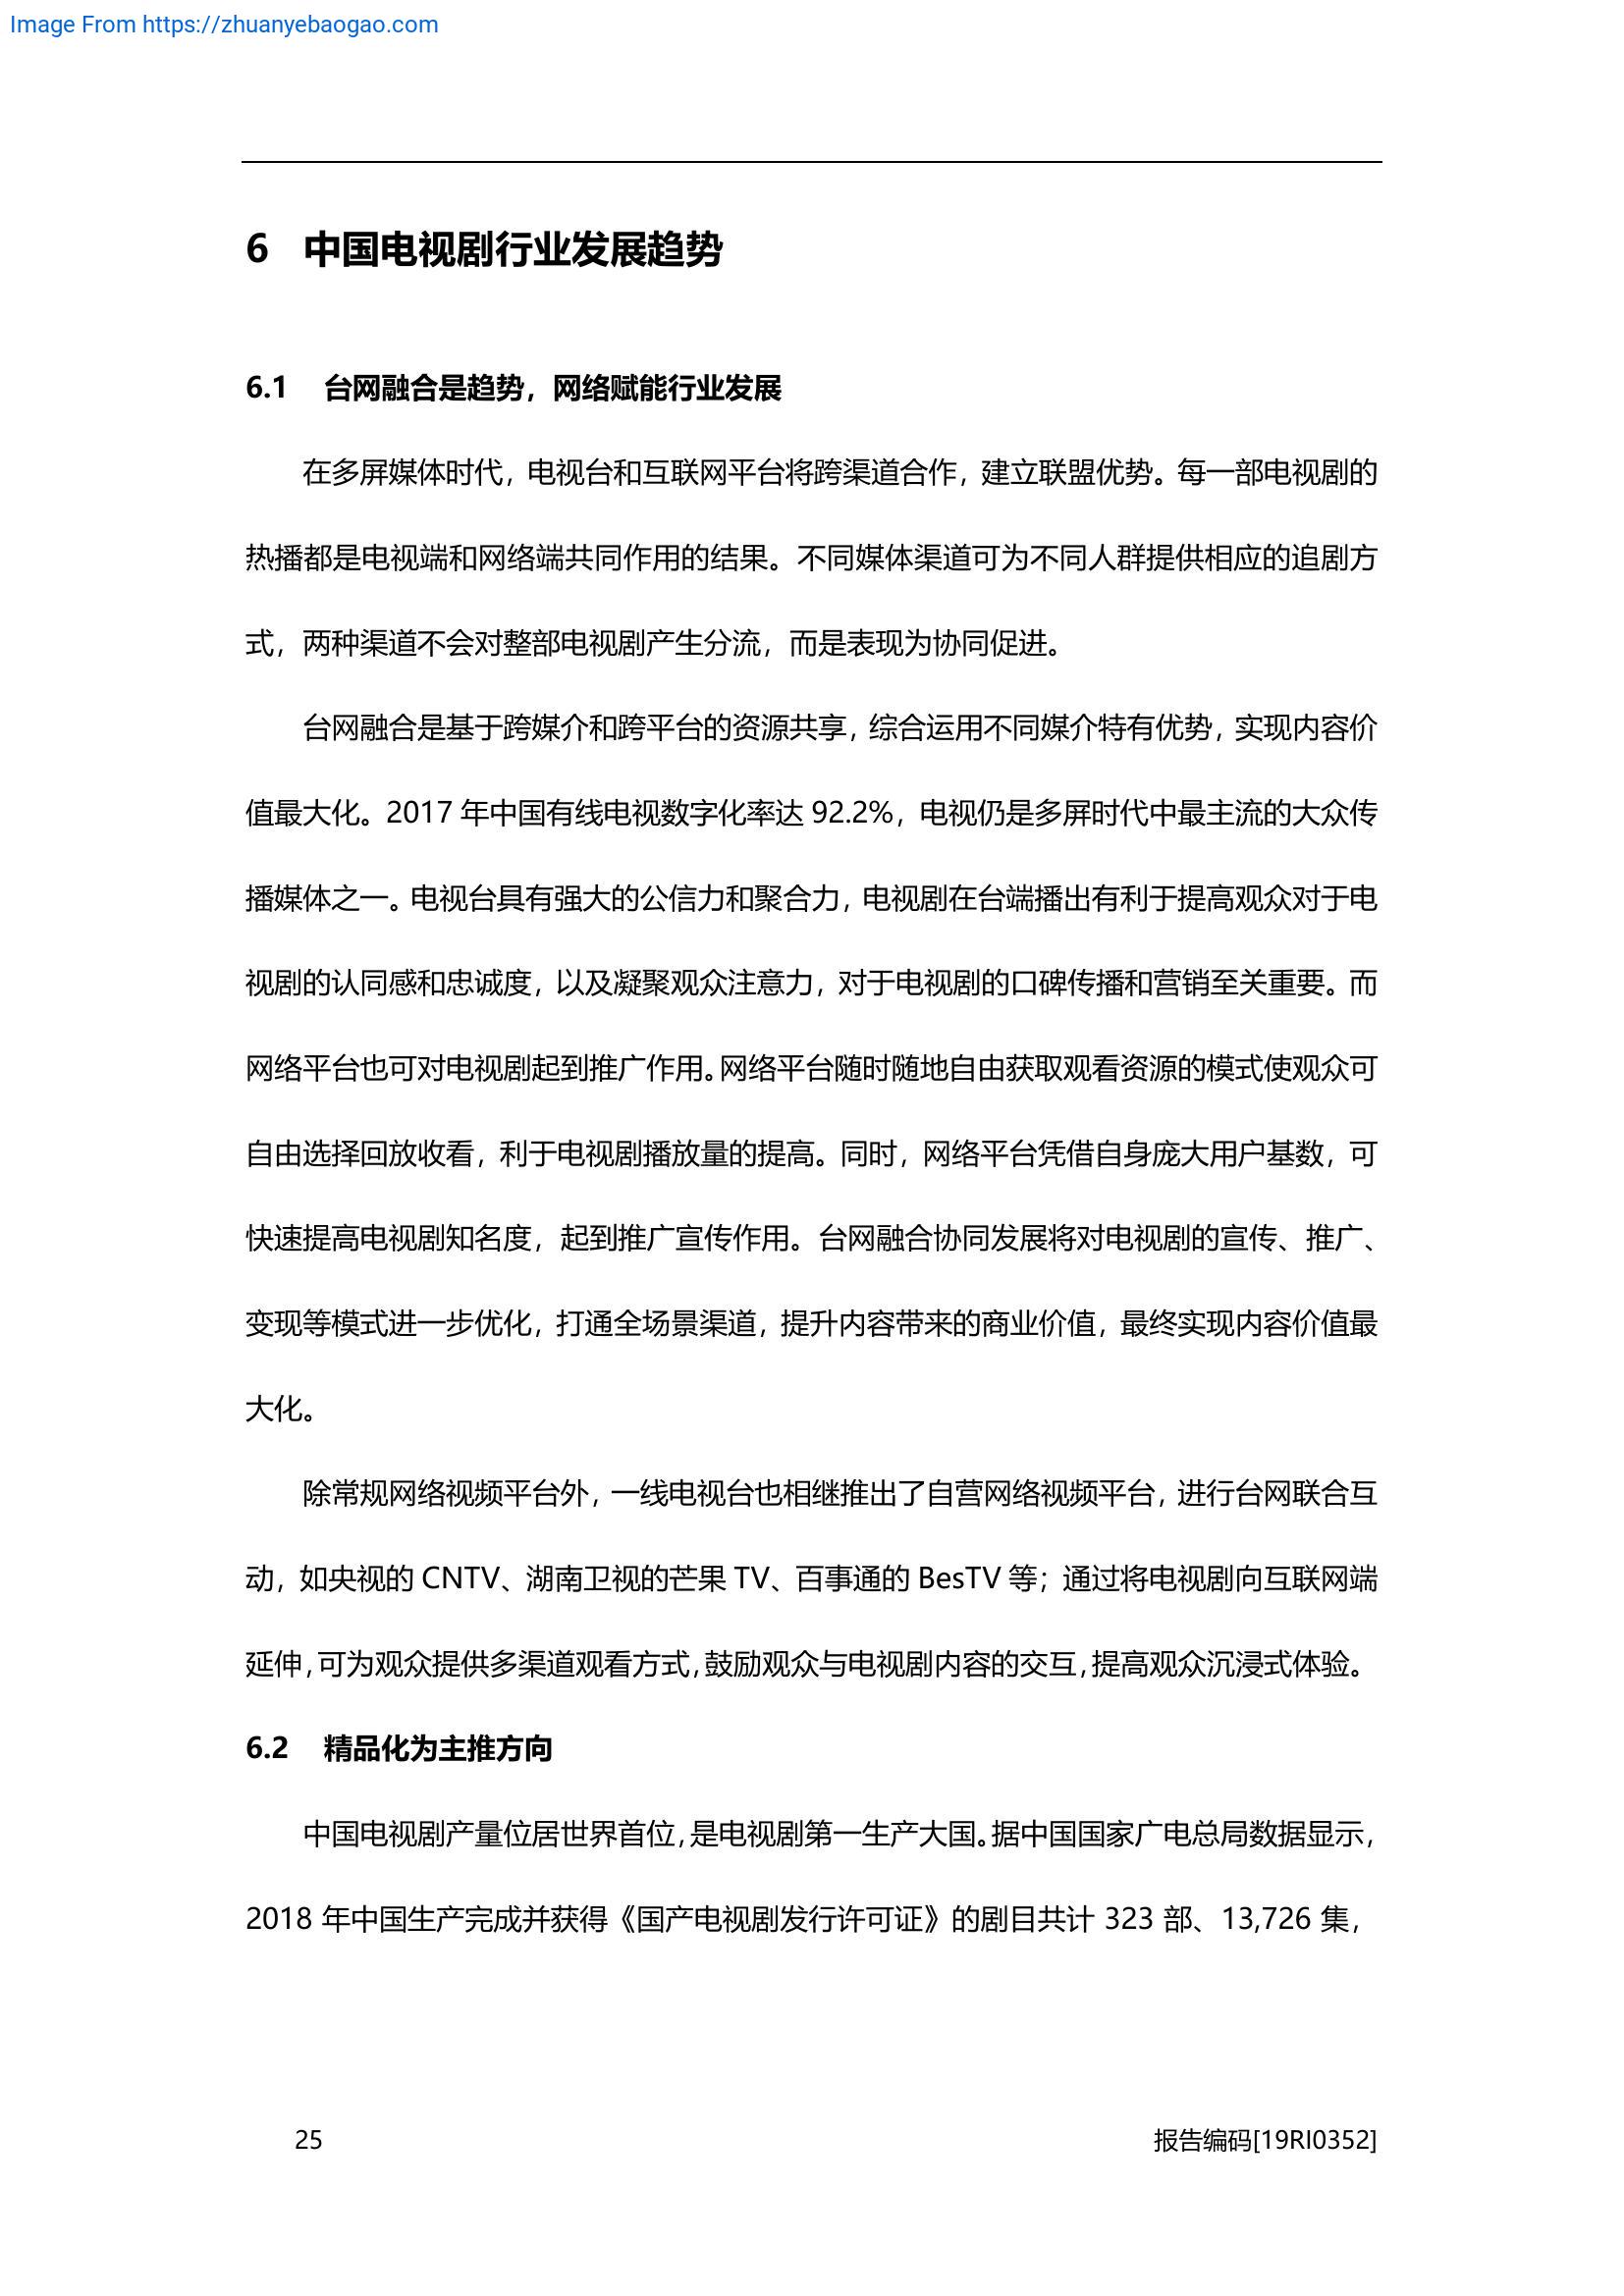 Image From https://zhuanyebaogao.com
6 中国电视剧行业发展趋势
6.1 台网融合是趋势，网络赋能行业发展
在多屏媒体时代，电视台和互联网平台将跨渠道合作，建立联盟优势。每一部电视剧的
热播都是电视端和网络端共同作用的结果。不同媒体渠道可为不同人群提供相应的追剧方
式，两种渠道不会对整部电视剧产生分流，而是表现为协同促进。
台网融合是基于跨媒介和跨平台的资源共享，综合运用不同媒介特有优势，实现内容价
值最大化。2017 年中国有线电视数字化率达 92.2%，电视仍是多屏时代中最主流的大众传
播媒体之一。电视台具有强大的公信力和聚合力，电视剧在台端播出有利于提高观众对于电
视剧的认同感和忠诚度，以及凝聚观众注意力，对于电视剧的口碑传播和营销至关重要。而
网络平台也可对电视剧起到推广作用。网络平台随时随地自由获取观看资源的模式使观众可
自由选择回放收看，利于电视剧播放量的提高。同时，网络平台凭借自身庞大用户基数，可
快速提高电视剧知名度，起到推广宣传作用。台网融合协同发展将对电视剧的宣传、推广、
变现等模式进一步优化，打通全场景渠道，提升内容带来的商业价值，最终实现内容价值最
大化。
除常规网络视频平台外，一线电视台也相继推出了自营网络视频平台，进行台网联合互
动，如央视的 CNTV、湖南卫视的芒果 TV、百事通的 BesTV 等；通过将电视剧向互联网端
延伸，可为观众提供多渠道观看方式，鼓励观众与电视剧内容的交互，提高观众沉浸式体验。
6.2 精品化为主推方向
中国电视剧产量位居世界首位，是电视剧第一生产大国。据中国国家广电总局数据显示，
2018 年中国生产完成并获得《国产电视剧发行许可证》的剧目共计 323 部、13,726 集，
25 报告编码[19RI0352]